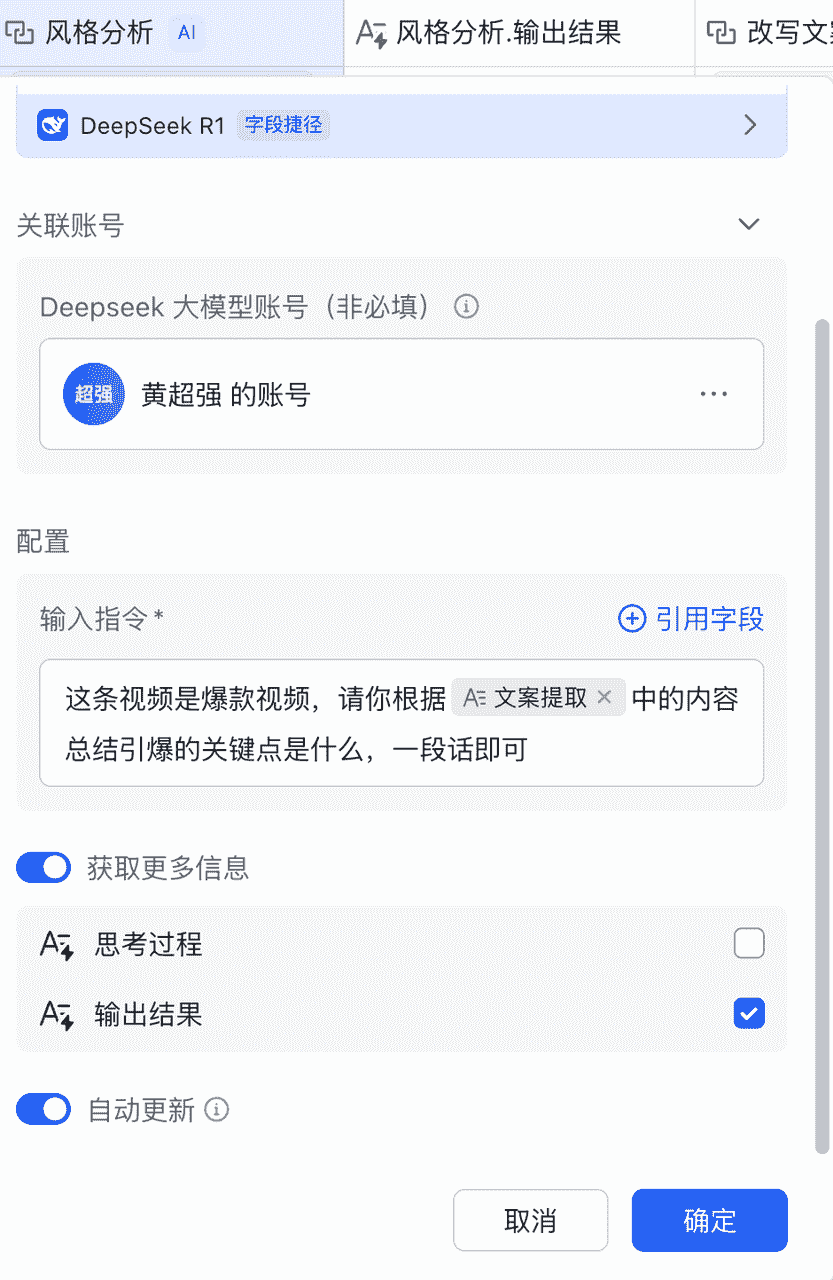 风格分析 AI 风格分析.输出结果 改写文案
DeepSeek R1 字段捷径
关联账号
Deepseek 大模型账号（非必填）
超强 黄超强 的账号
配置
输入指令 * 引用字段
这条视频是爆款视频，请你根据 文案提取 × 中的内容
总结引爆的关键点是什么，一段话即可
获取更多信息
思考过程
输出结果
自动更新
取消 确定